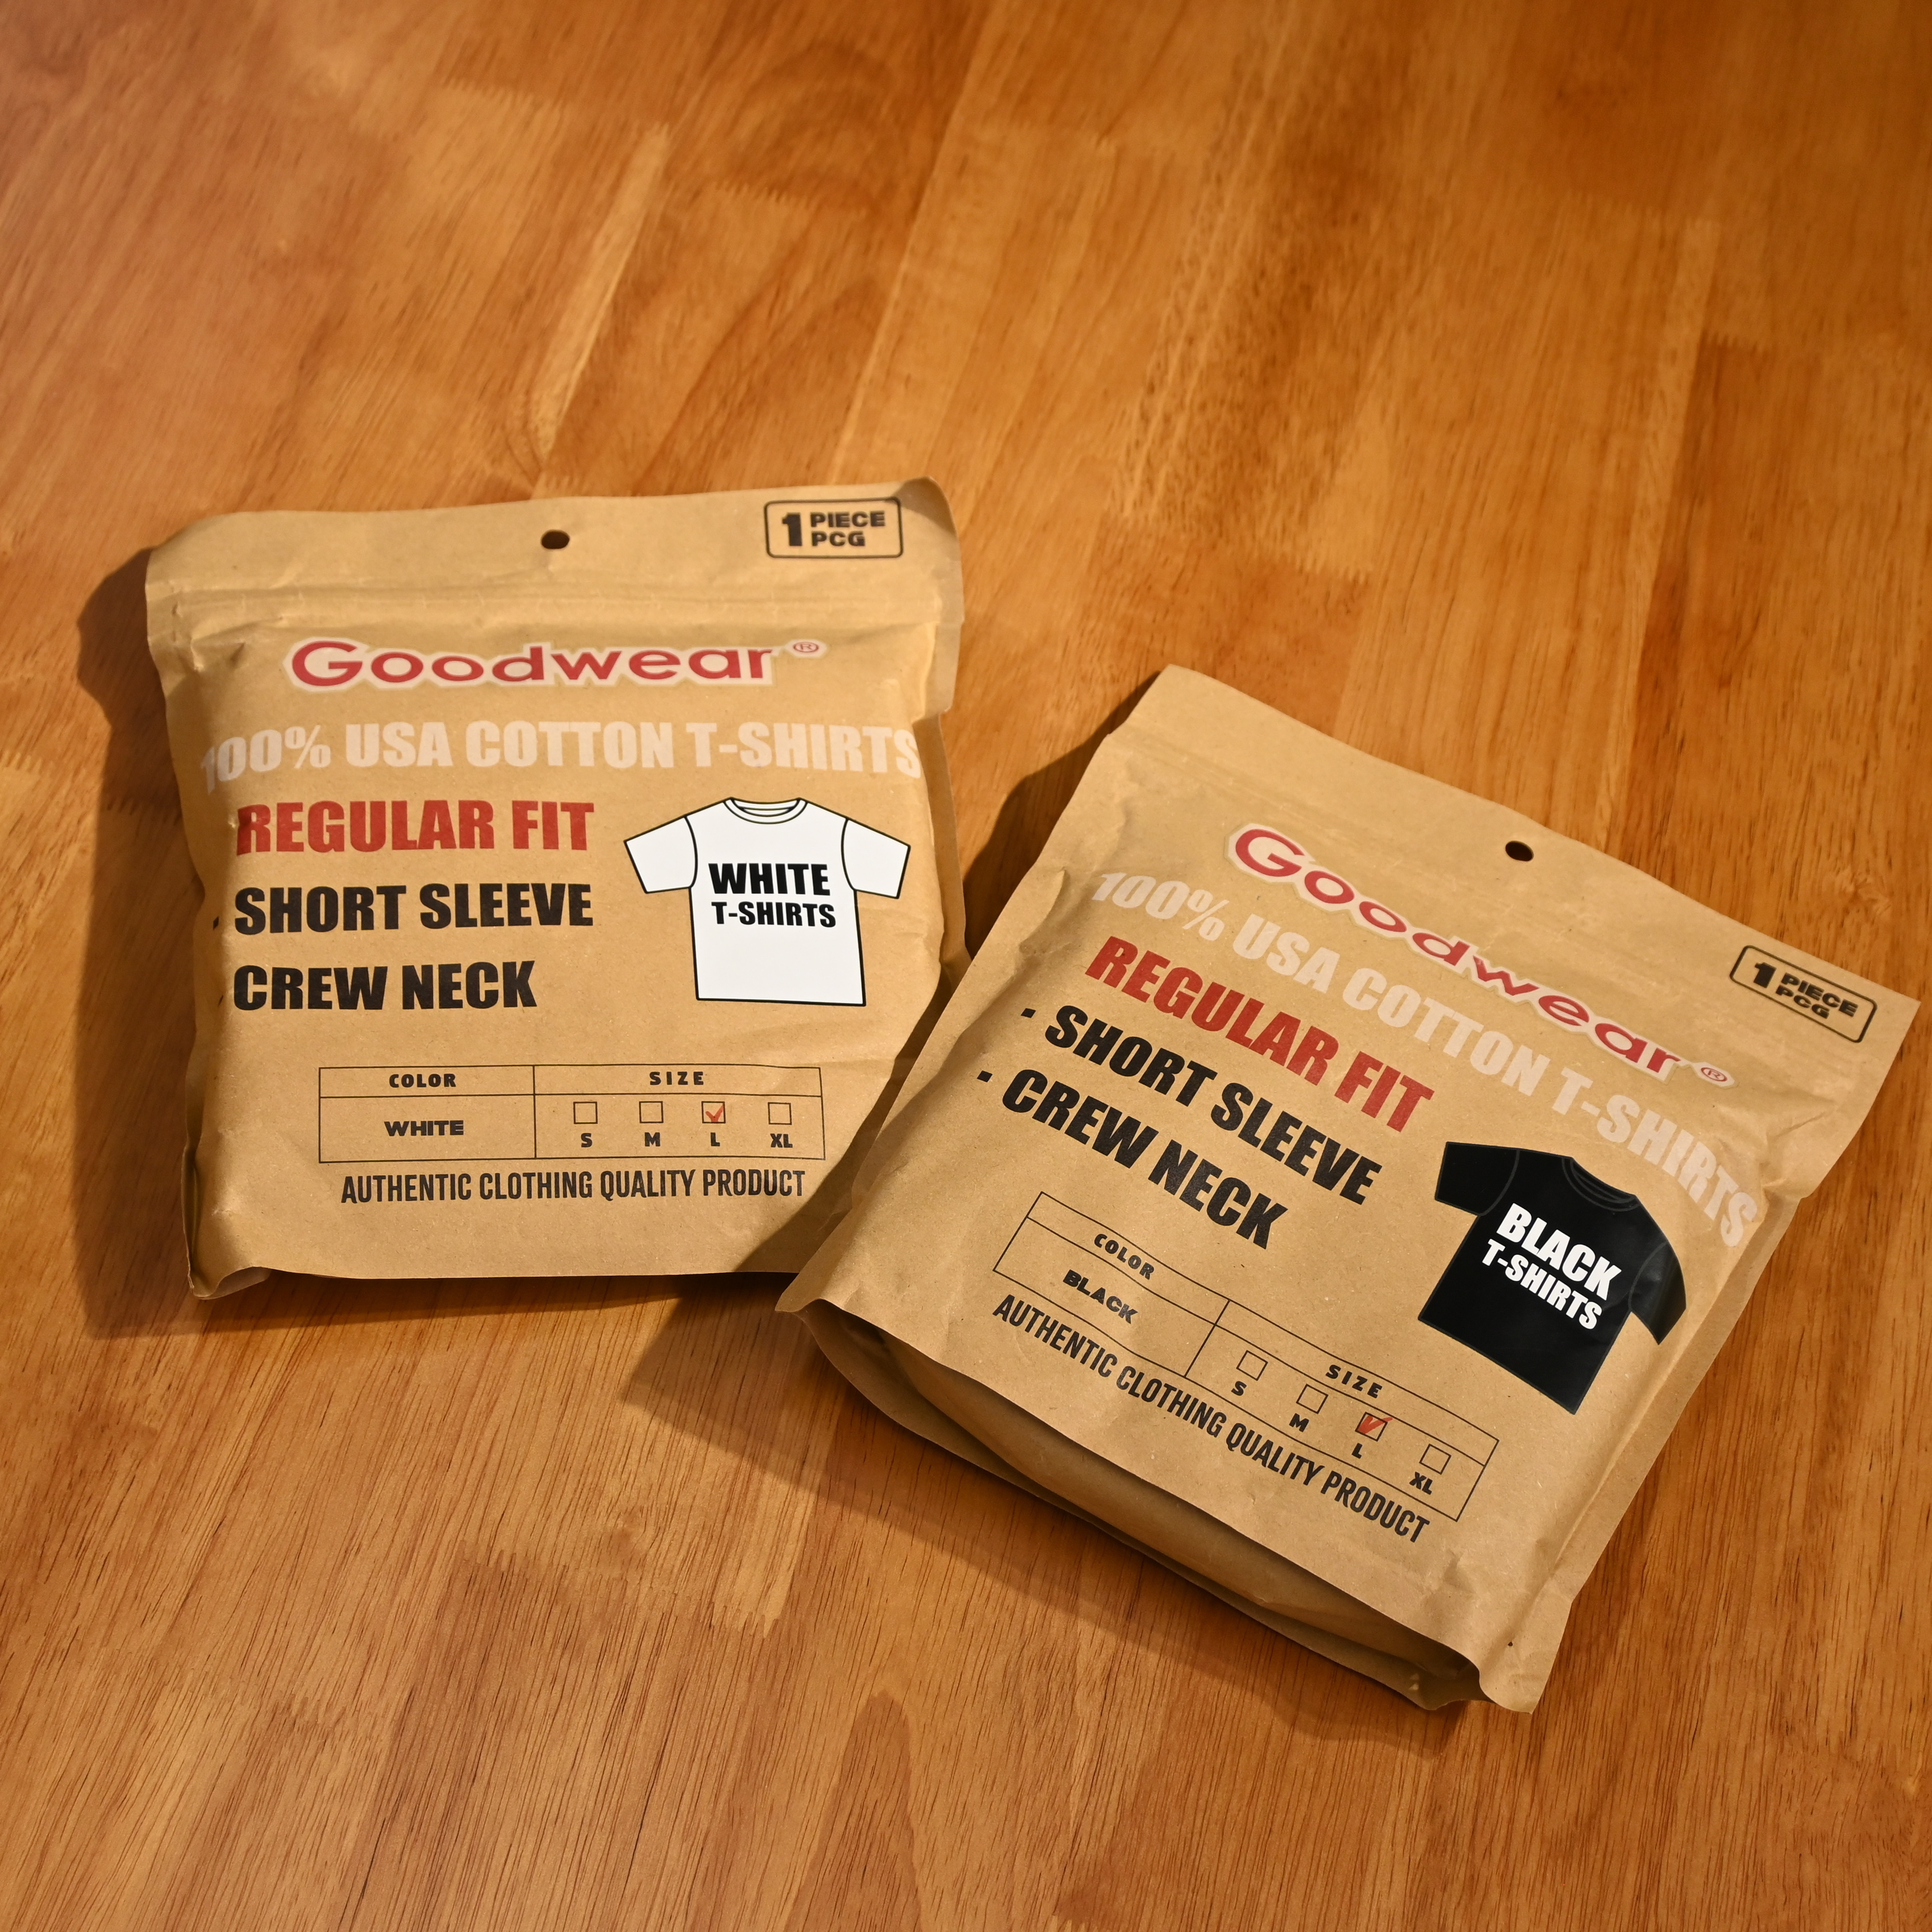 1 PIECE
PCG
Goodwear®
100% USA COTTON T-SHIRTS
REGULAR FIT
· SHORT SLEEVE
· CREW NECK
WHITE
T-SHIRTS
COLOR SIZE
WHITE
S M L XL
AUTHENTIC CLOTHING QUALITY PRODUCT
1 PIECE
PCG
Goodwear®
100% USA COTTON T-SHIRTS
REGULAR FIT
· SHORT SLEEVE
· CREW NECK
BLACK
T-SHIRTS
COLOR SIZE
BLACK
S M L XL
AUTHENTIC CLOTHING QUALITY PRODUCT